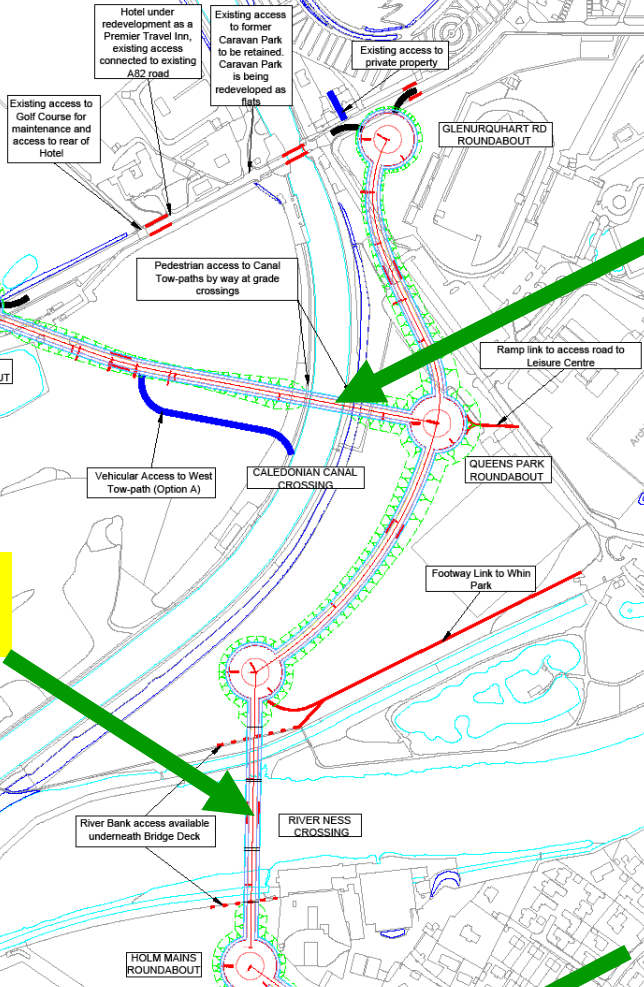 Hotel under
redevelopment as a
Premier Travel Inn,
existing access
connected to existing
A82 road
Existing access to
former
Caravan Park
to be retained.
Caravan Park
is being
redeveloped as
flats
Existing access to
private property
Existing access to
Golf Course for
maintenance and
access to rear of
Hotel
GLENURQUHART RD
ROUNDABOUT
Pedestrian access to Canal
Tow-paths by way at grade
crossings
Ramp link to access road to
Leisure Centre
UT
Arch
Vehicular Access to West
Tow-path (Option A)
CALEDONIAN CANAL
CROSSING
QUEENS PARK
ROUNDABOUT
Footway Link to Whin
Park
River Bank access available
underneath Bridge Deck
RIVER NESS
CROSSING
HOLM MAINS
ROUNDABOUT